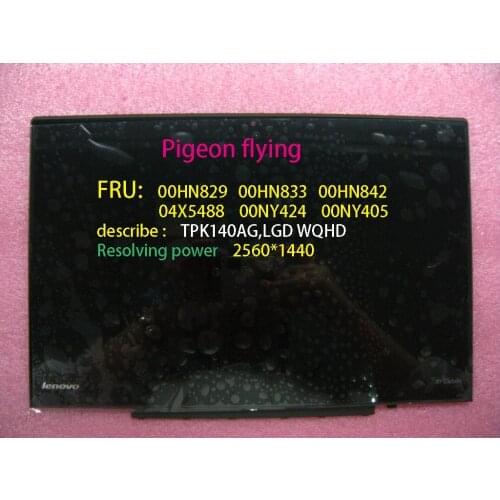 Pigeon flying
FRU: 00HN829 00HN833 00HN842
04X5488 00NY424 00NY405
describe : TPK140AG,LGD WQHD
Resolving power 2560*1440
lenovo